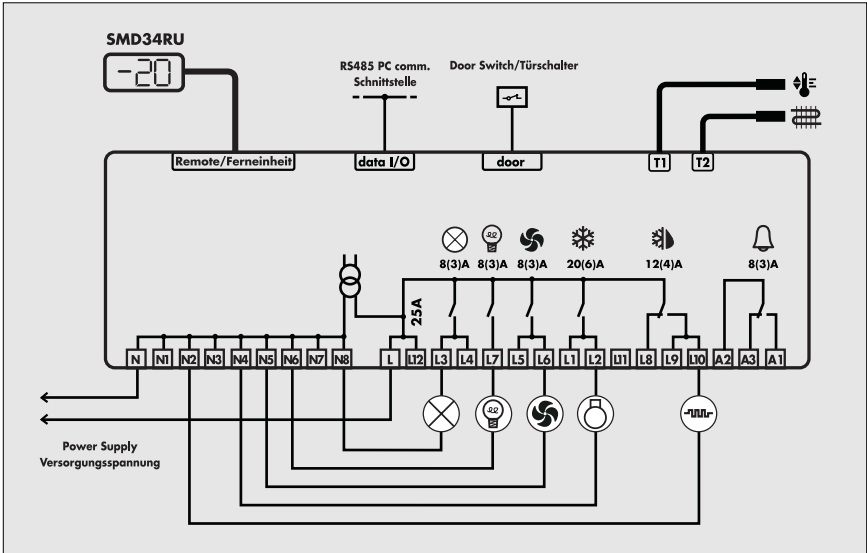 SMD34RU
-20
RS485 PC comm.
Schnittstelle
Door Switch/Türschalter
Remote/Ferneinheit
data I/O
door
T1
T2
8(3)A
8(3)A
8(3)A
20(6)A
12(4)A
8(3)A
25A
N
N1
N2
N3
N4
N5
N6
N7
N8
L
L12
L3
L4
L7
L5
L6
L1
L2
L11
L8
L9
L10
A2
A3
A1
Power Supply
Versorgungsspannung